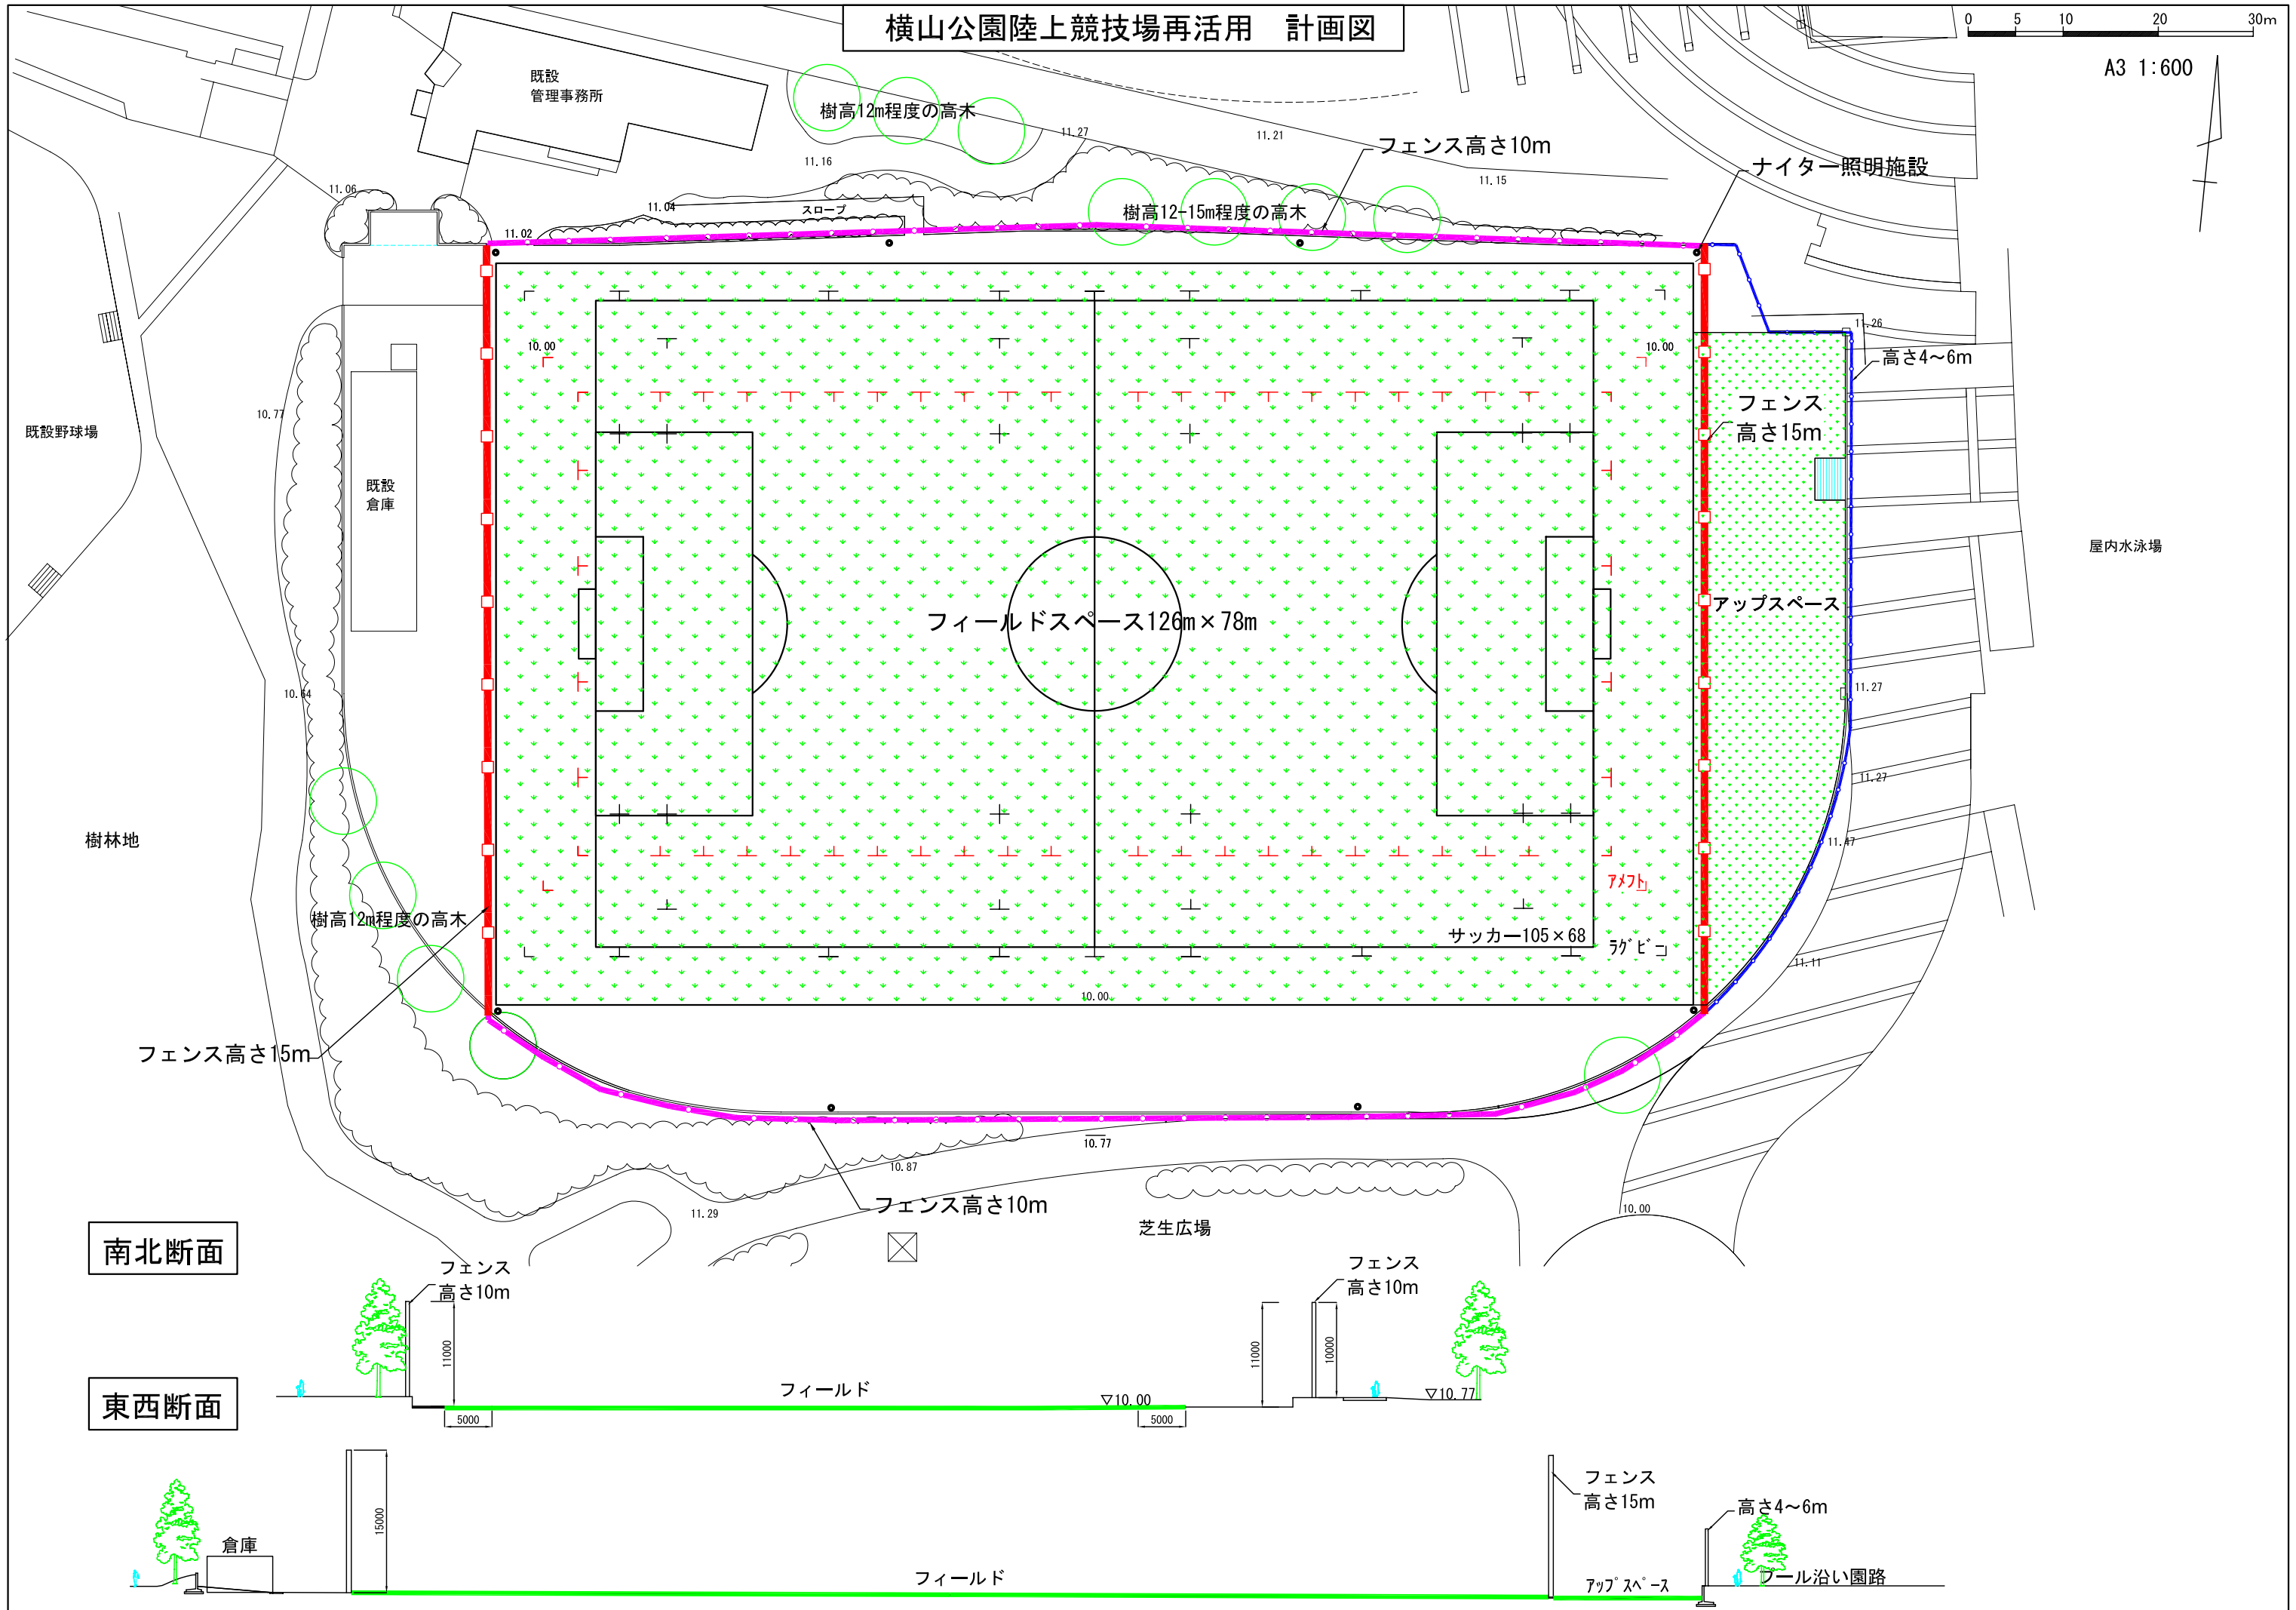 横山公園陸上競技場再活用　計画図
0 5 10 20 30m
A3 1:600
既設
管理事務所
樹高12m程度の高木
11.27
11.21
11.16
フェンス高さ10m
11.15
ナイター照明施設
11.06
11.04
スロープ
樹高12-15m程度の高木
11.02
10.00
10.00
11.26
高さ4~6m
10.77
既設野球場
フェンス
高さ15m
既設
倉庫
屋内水泳場
フィールドスペース126m×78m
アップスペース
10.64
11.27
11.27
樹林地
11.47
アメフト
樹高12m程度の高木
サッカー105×68
ラグビー
11.11
10.00
フェンス高さ15m
10.77
10.87
フェンス高さ10m
11.29
芝生広場
10.00
南北断面
フェンス
高さ10m
フェンス
高さ10m
11000
11000
10000
フィールド
▽10.00
▽10.77
5000
5000
東西断面
15000
フェンス
高さ15m
高さ4~6m
倉庫
フィールド
アップスペース
プール沿い園路